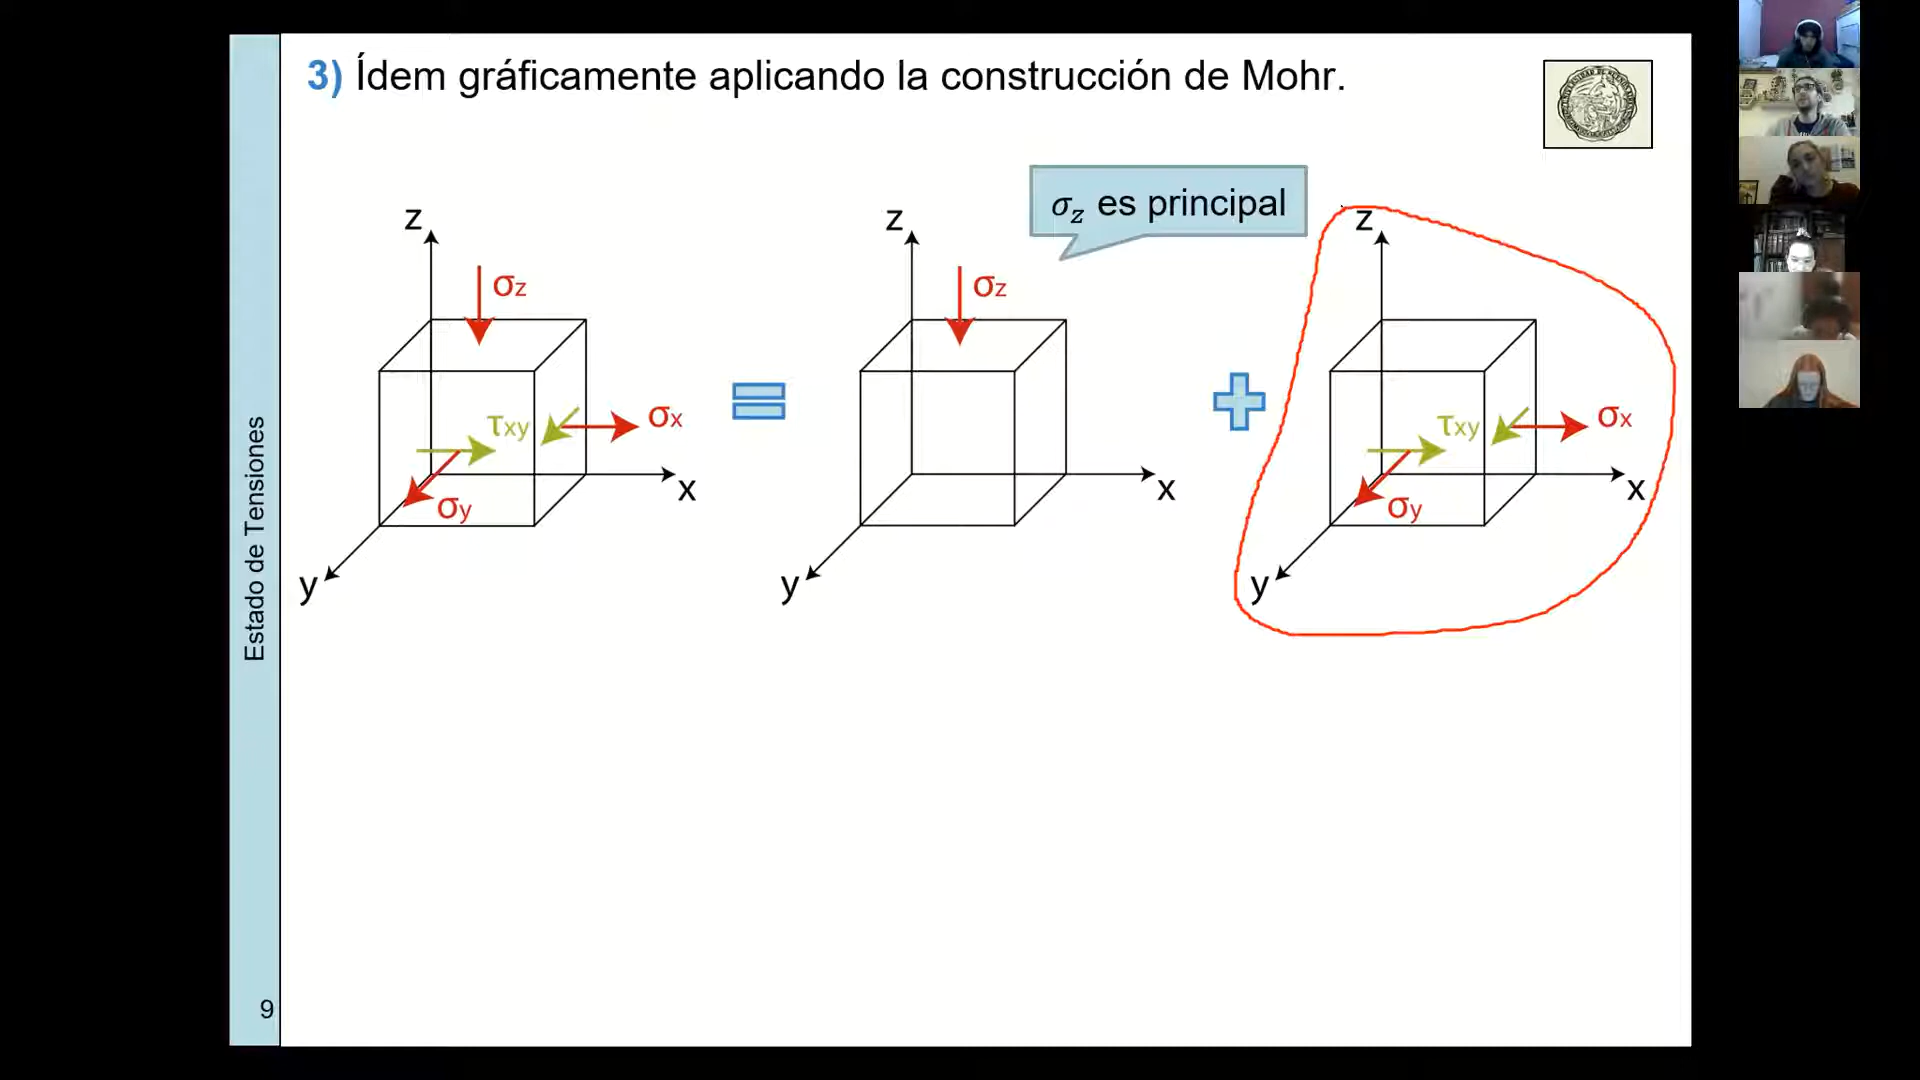 3) Ídem gráficamente aplicando la construcción de Mohr.
σz es principal
z
σz
τxy
σx
σy
x
y
z
σz
x
y
z
τxy
σx
σy
x
y
Estado de Tensiones
9